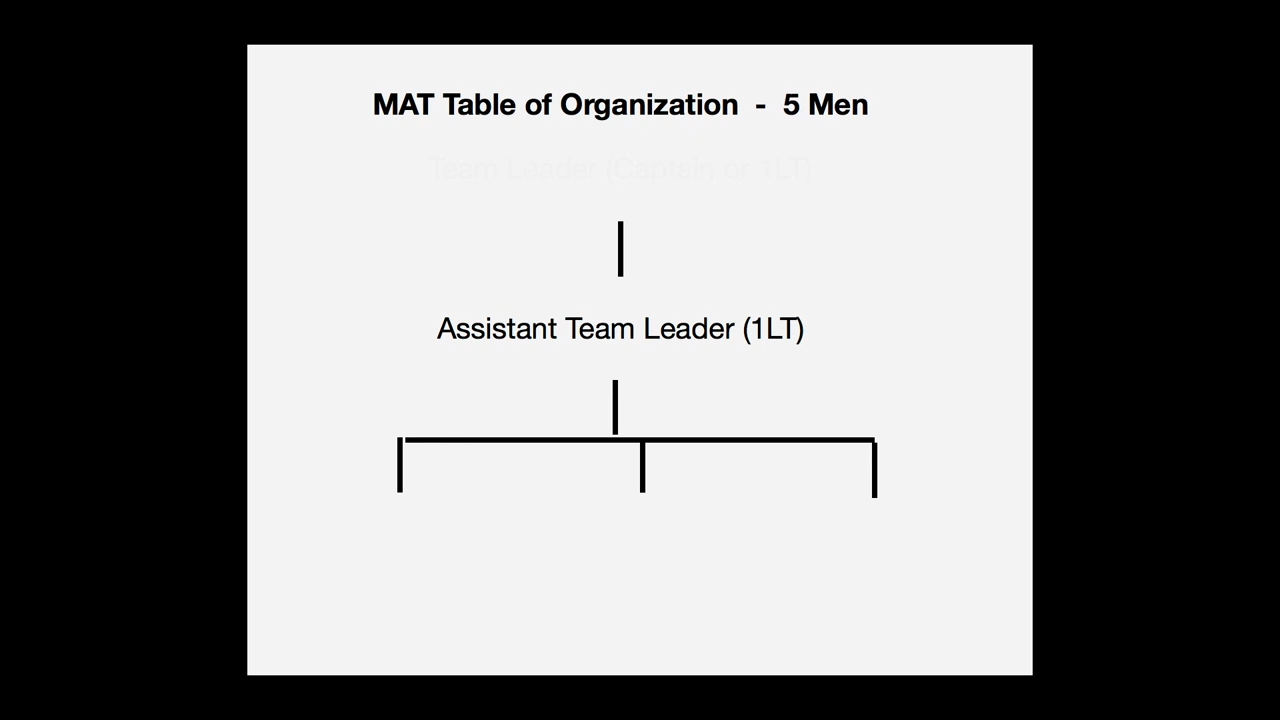 MAT Table of Organization - 5 Men
Team Leader (Captain or 1LT)
Assistant Team Leader (1LT)